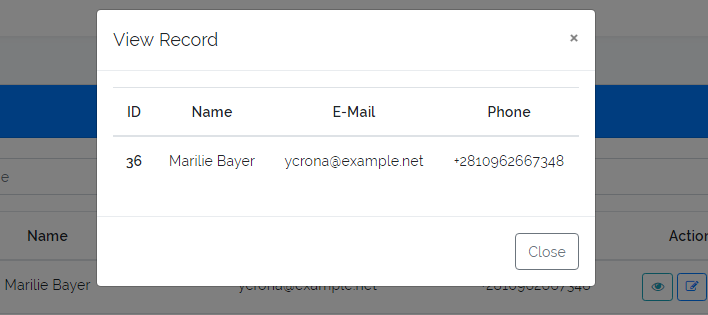 View Record
×
ID Name E-Mail Phone
36 Marilie Bayer ycrona@example.net +2810962667348
Close
e
Name Action
Marilie Bayer ycrona@example.net +2810962667348